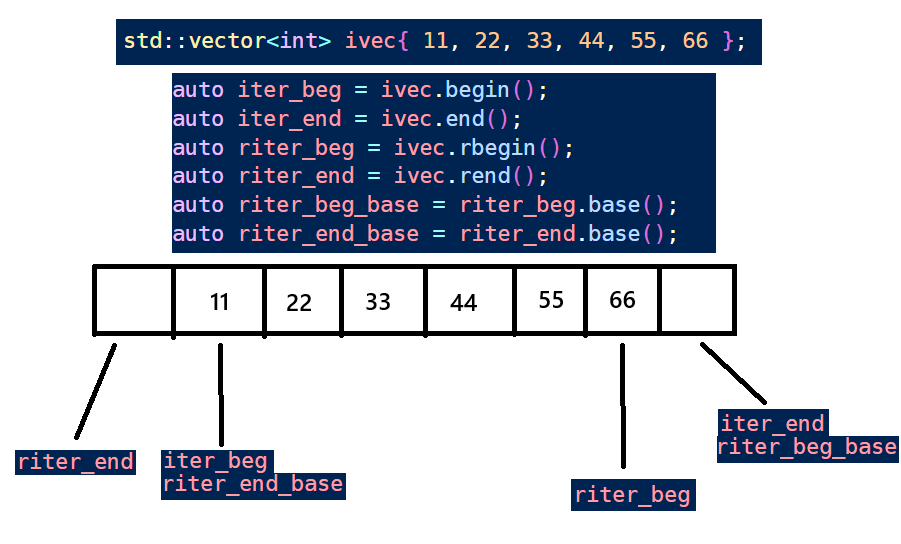 std::vector<int> ivec{ 11, 22, 33, 44, 55, 66 };
auto iter_beg = ivec.begin();
auto iter_end = ivec.end();
auto riter_beg = ivec.rbegin();
auto riter_end = ivec.rend();
auto riter_beg_base = riter_beg.base();
auto riter_end_base = riter_end.base();
11 22 33 44 55 66
riter_end
iter_beg
riter_end_base
riter_beg
iter_end
riter_beg_base